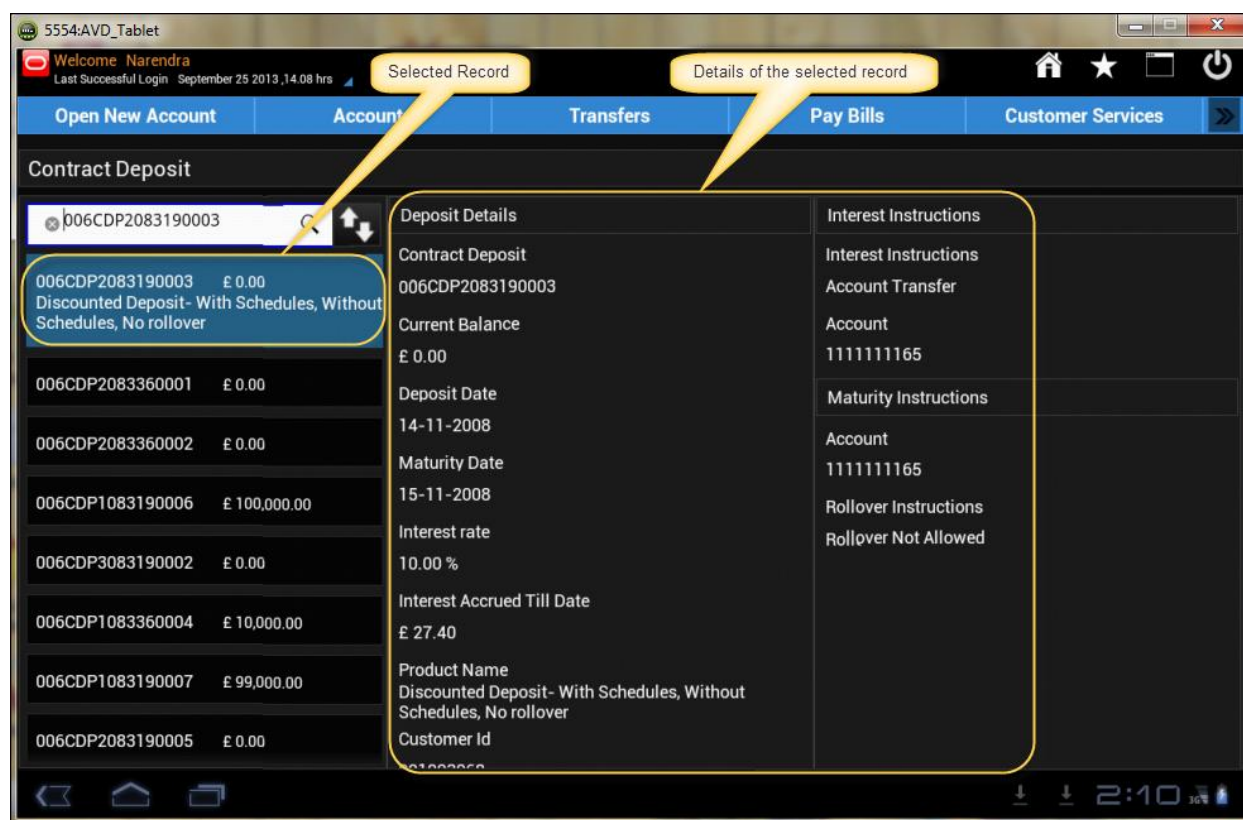 5554:AVD_Tablet
Welcome Narendra
Last Successful Login September 25 2013 ,14.08 hrs
Selected Record
Details of the selected record
Open New Account
Account
Transfers
Pay Bills
Customer Services
Contract Deposit
006CDP2083190003
006CDP2083190003 £ 0.00
Discounted Deposit- With Schedules, Without
Schedules, No rollover
006CDP2083360001 £ 0.00
006CDP2083360002 £ 0.00
006CDP1083190006 £ 100,000.00
006CDP3083190002 £ 0.00
006CDP1083360004 £ 10,000.00
006CDP1083190007 £ 99,000.00
006CDP2083190005 £ 0.00
Deposit Details
Contract Deposit
006CDP2083190003
Current Balance
£ 0.00
Deposit Date
14-11-2008
Maturity Date
15-11-2008
Interest rate
10.00 %
Interest Accrued Till Date
£ 27.40
Product Name
Discounted Deposit- With Schedules, Without
Schedules, No rollover
Customer Id
Interest Instructions
Interest Instructions
Account Transfer
Account
1111111165
Maturity Instructions
Account
1111111165
Rollover Instructions
Rollover Not Allowed
2:10
3G